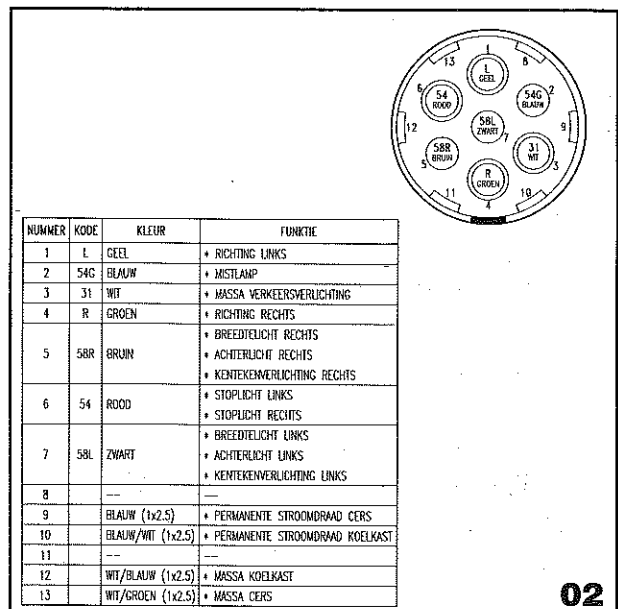 1
13
8
L
GEEL
6
54
ROOD
54G
BLAUW
2
12
58L
ZWART
7
9
58R
BRUIN
5
31
WIT
3
R
GROEN
11
10
4
NUMMER KODE KLEUR FUNKTIE
1 L GEEL * RICHTING LINKS
2 54G BLAUW * MISTLAMP
3 31 WIT * MASSA VERKEERSVERLICHTING
4 R GROEN * RICHTING RECHTS
* BREEDTELICHT RECHTS
5 58R BRUIN * ACHTERLICHT RECHTS
* KENTEKENVERLICHTING RECHTS
6 54 ROOD * STOPLICHT LINKS
* STOPLICHT RECHTS
* BREEDTELICHT LINKS
7 58L ZWART * ACHTERLICHT LINKS
* KENTEKENVERLICHTING LINKS
8 -- --
9 BLAUW (1x2.5) * PERMANENTE STROOMDRAAD CERS
10 BLAUW/WIT (1x2.5) * PERMANENTE STROOMDRAAD KOELKAST
11 -- --
12 WIT/BLAUW (1x2.5) * MASSA KOELKAST
13 WIT/GROEN (1x2.5) * MASSA CERS
02